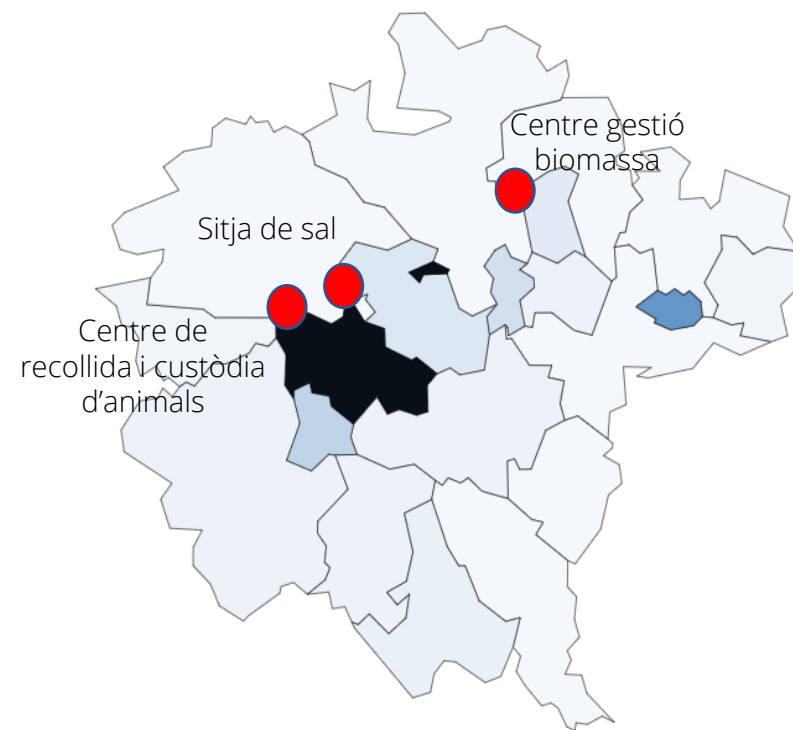 Centre gestió
biomassa
Sitja de sal
Centre de
recollida i custòdia
d’animals